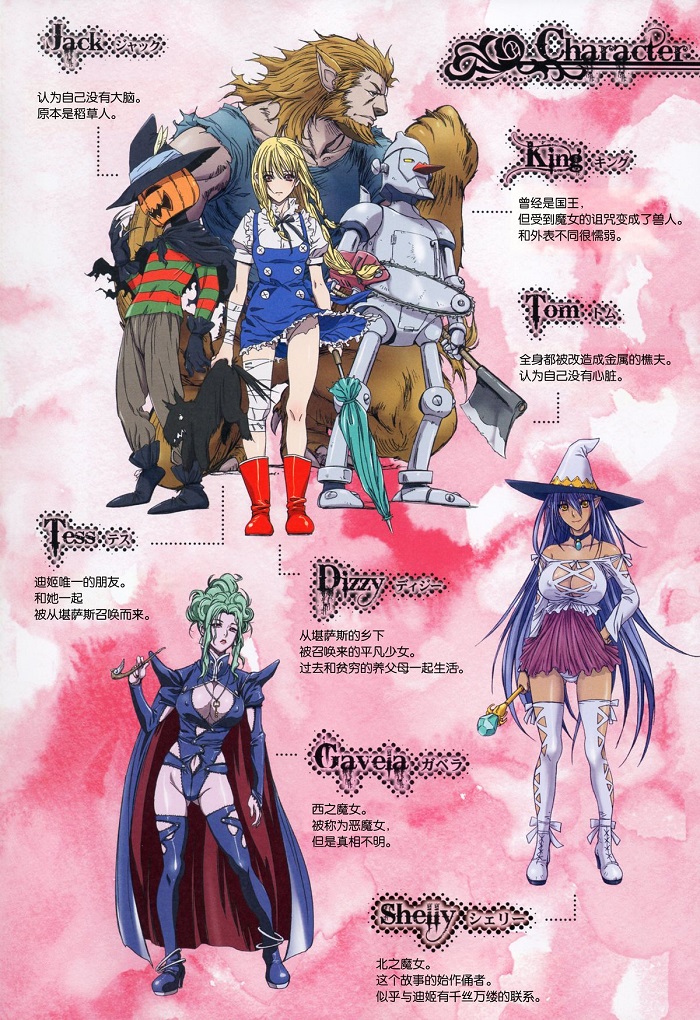 Character
Jack ジャック
认为自己没有大脑。
原本是稻草人。
King キング
曾经是国王,
但受到魔女的诅咒变成了兽人。
和外表不同很懦弱。
Tom トム
全身都被改造成金属的樵夫。
认为自己没有心脏。
Tess テス
迪姬唯一的朋友。
和她一起
被从堪萨斯召唤而来。
Dizzy ディジー
从堪萨斯的乡下
被召唤来的平凡少女。
过去和贫穷的养父母一起生活。
Gavela ガベラ
西之魔女。
被称为恶魔女,
但是真相不明。
Shelly シェリー
北之魔女。
这个故事的始作俑者。
似乎与迪姬有千丝万缕的联系。